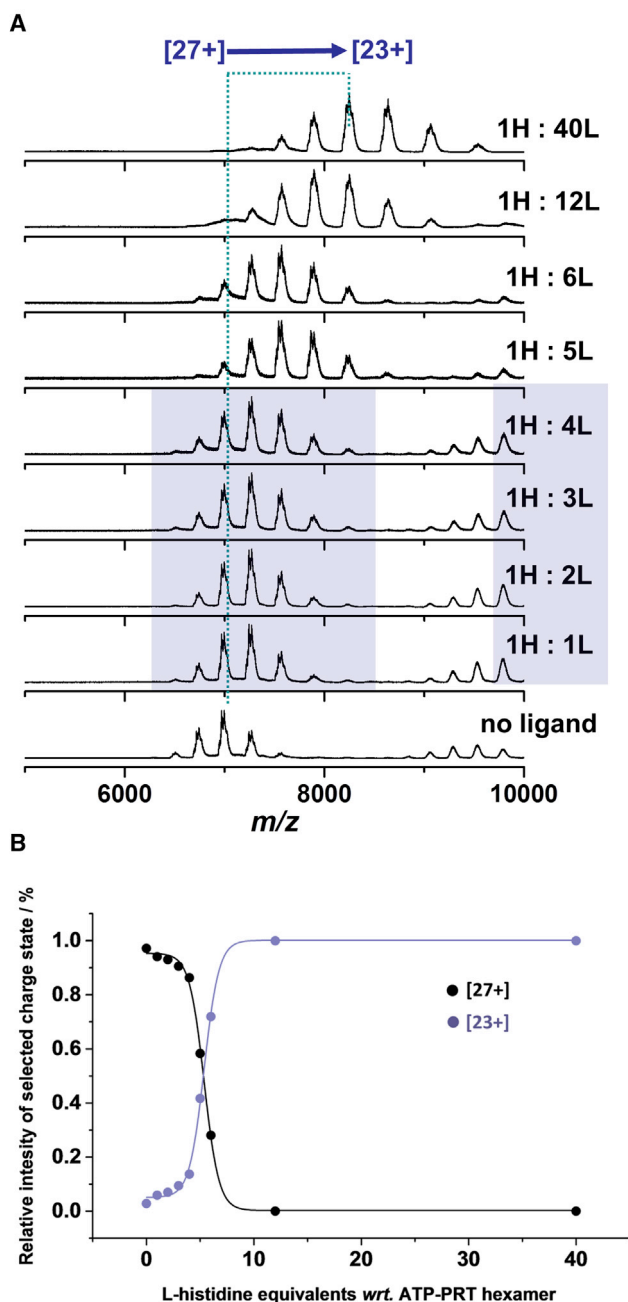 A
[27+] [23+]
1H : 40L
1H : 12L
1H : 6L
1H : 5L
1H : 4L
1H : 3L
1H : 2L
1H : 1L
no ligand
6000 8000 10000
m/z
B
Relative intesity of selected charge state / %
1.0
0.8
0.6
0.4
0.2
0.0
[27+]
[23+]
0 10 20 30 40
L-histidine equivalents wrt. ATP-PRT hexamer